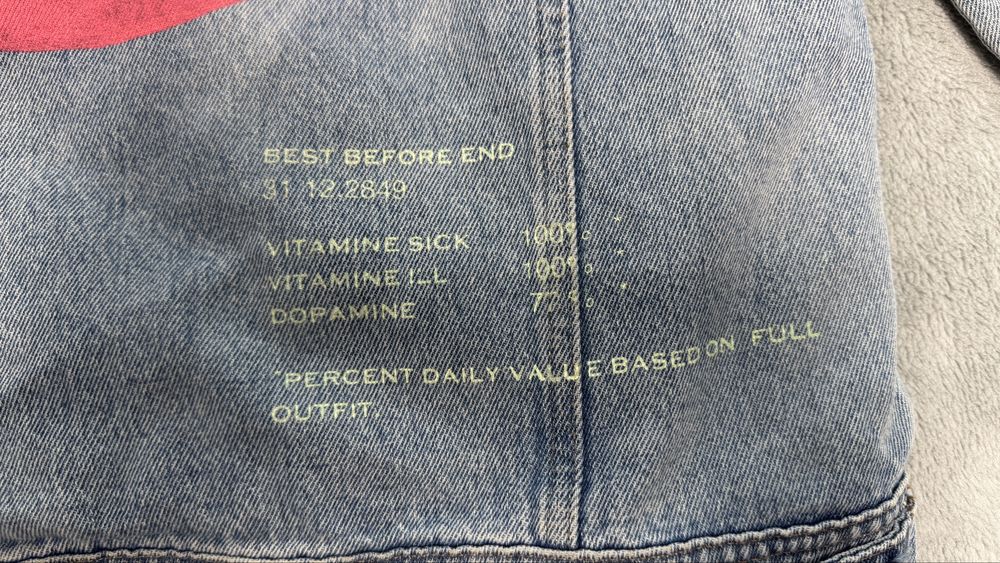 BEST BEFORE END
31.12.2849
VITAMINE SICK 100% *
VITAMINE ILL 100% *
DOPAMINE 77% *
*PERCENT DAILY VALUE BASED ON FULL
OUTFIT.